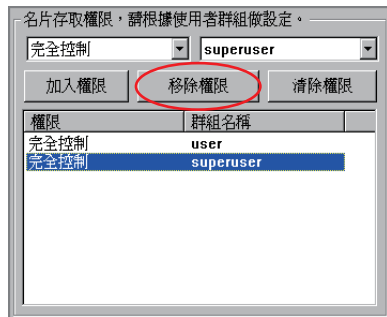 名片存取權限，請根據使用者群組做設定。
完全控制 superuser
加入權限 移除權限 清除權限
權限 群組名稱
完全控制 user
完全控制 superuser